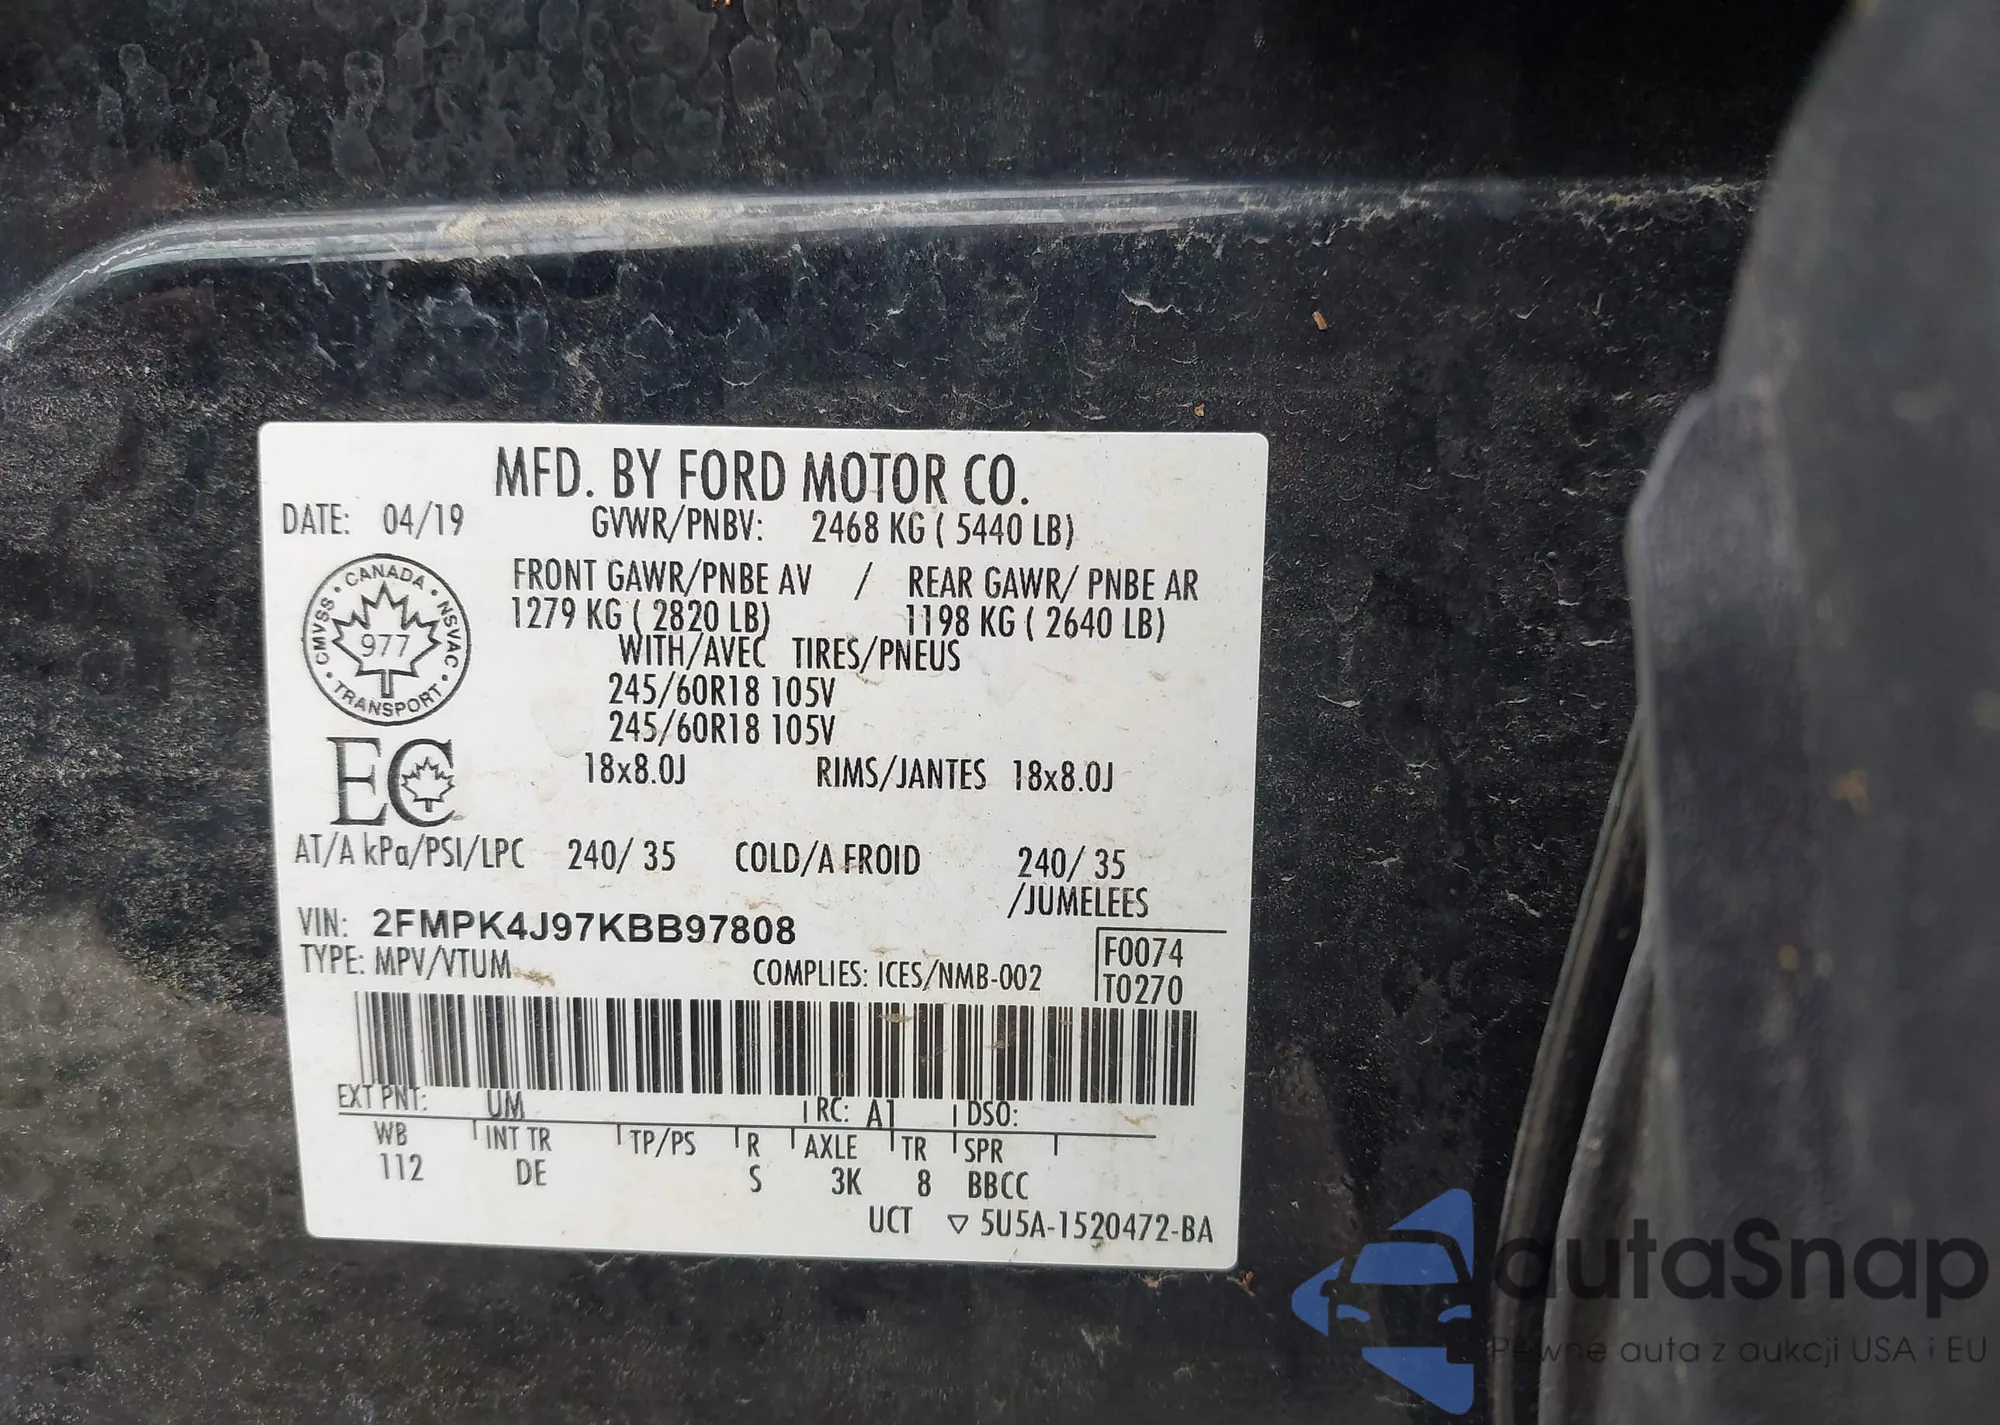 MFD. BY FORD MOTOR CO.
DATE: 04/19 GVWR/PNBV: 2468 KG ( 5440 LB)
FRONT GAWR/PNBE AV / REAR GAWR/ PNBE AR
1279 KG ( 2820 LB) 1198 KG ( 2640 LB)
WITH/AVEC TIRES/PNEUS
245/60R18 105V
245/60R18 105V
18x8.0J RIMS/JANTES 18x8.0J
CANADA
CMVSS NSVAC
977
TRANSPORT
EC
AT/A kPa/PSI/LPC 240/ 35 COLD/A FROID 240/ 35
/JUMELEES
VIN: 2FMPK4J97KBB97808
TYPE: MPV/VTUM COMPLIES: ICES/NMB-002
F0074
T0270
EXT PNT: UM RC: A1 DSO:
WB INT TR TP/PS R AXLE TR SPR
112 DE S 3K 8 BBCC
UCT ▽ 5U5A-1520472-BA
autaSnap
Pewne auta z aukcji USA i EU